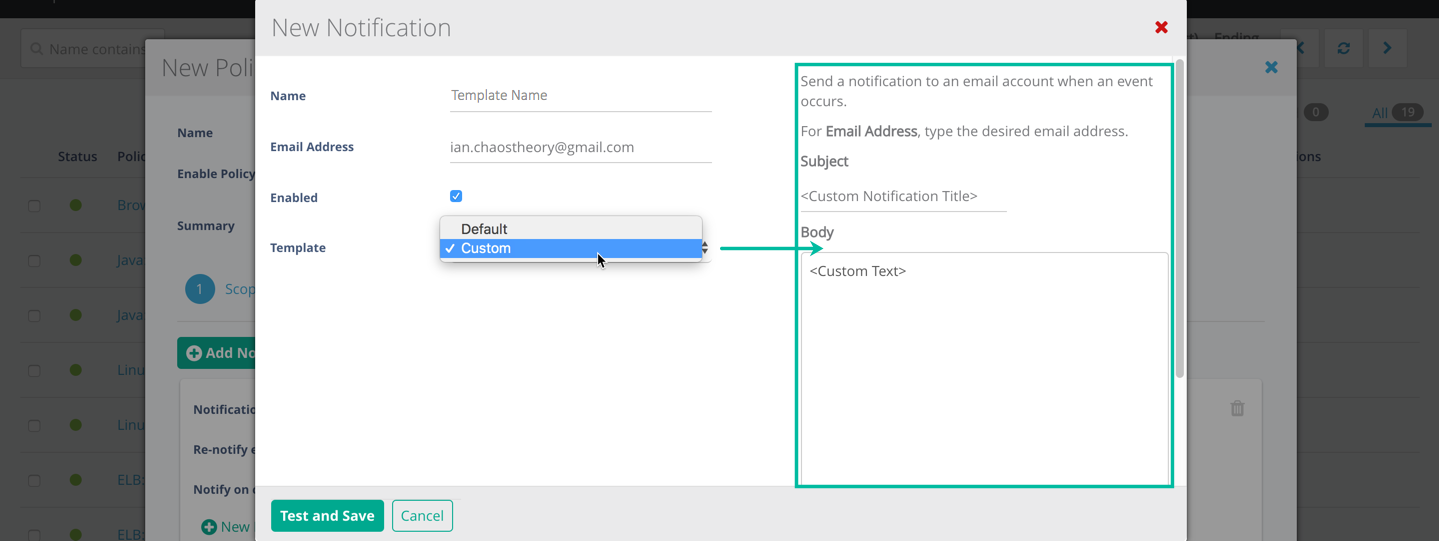 New Notification
Name contains
Ending
New Poli
Name
Template Name
Send a notification to an email account when an event
occurs.
0
All 19
Name
Email Address
ian.chaostheory@gmail.com
For Email Address, type the desired email address.
Status
Polic
Enable Policy
Subject
ions
Enabled
<Custom Notification Title>
Brow
Summary
Default
Template
Custom
Body
Java
<Custom Text>
1
Scop
Java
Add No
Linu
Notificatio
Linu
Re-notify e
ELB:
Notify on
New
Test and Save
Cancel
ELB: